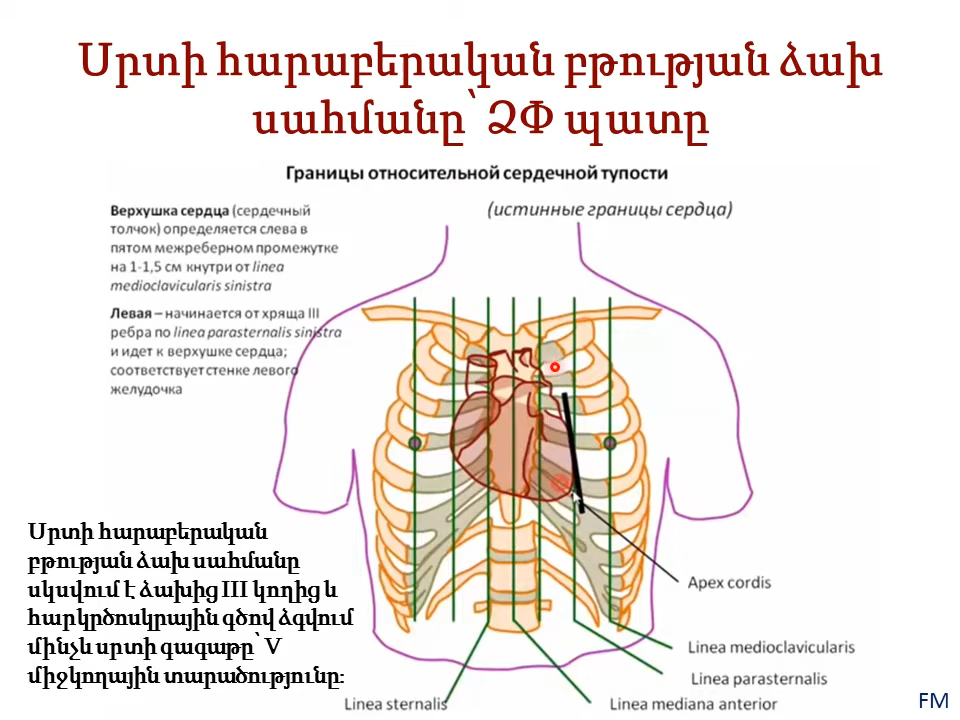 Սրտի հարաբերական բթության ձախ
սահմանը՝ ՁՓ պատը
Границы относительной сердечной тупости
(истинные границы сердца)
Верхушка сердца (сердечный
толчок) определяется слева в
пятом межреберном промежутке
на 1-1,5 см кнутри от linea
medioclavicularis sinistra
Левая – начинается от хряща III
ребра по linea parasternalis sinistra
и идет к верхушке сердца;
соответствует стенке левого
желудочка
Սրտի հարաբերական
բթության ձախ սահմանը
սկսվում է ձախից III կողից և
հարկրծոսկրային գծով ձգվում
մինչև սրտի գագաթը՝ V
միջկողային տարածությունը:
Apex cordis
Linea medioclavicularis
Linea parasternalis
Linea sternalis
Linea mediana anterior
FM